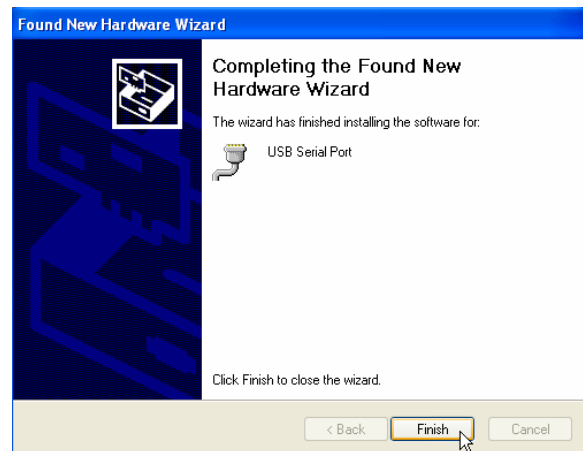 Found New Hardware Wizard
Completing the Found New
Hardware Wizard
The wizard has finished installing the software for:
USB Serial Port
Click Finish to close the wizard.
< Back
Finish
Cancel